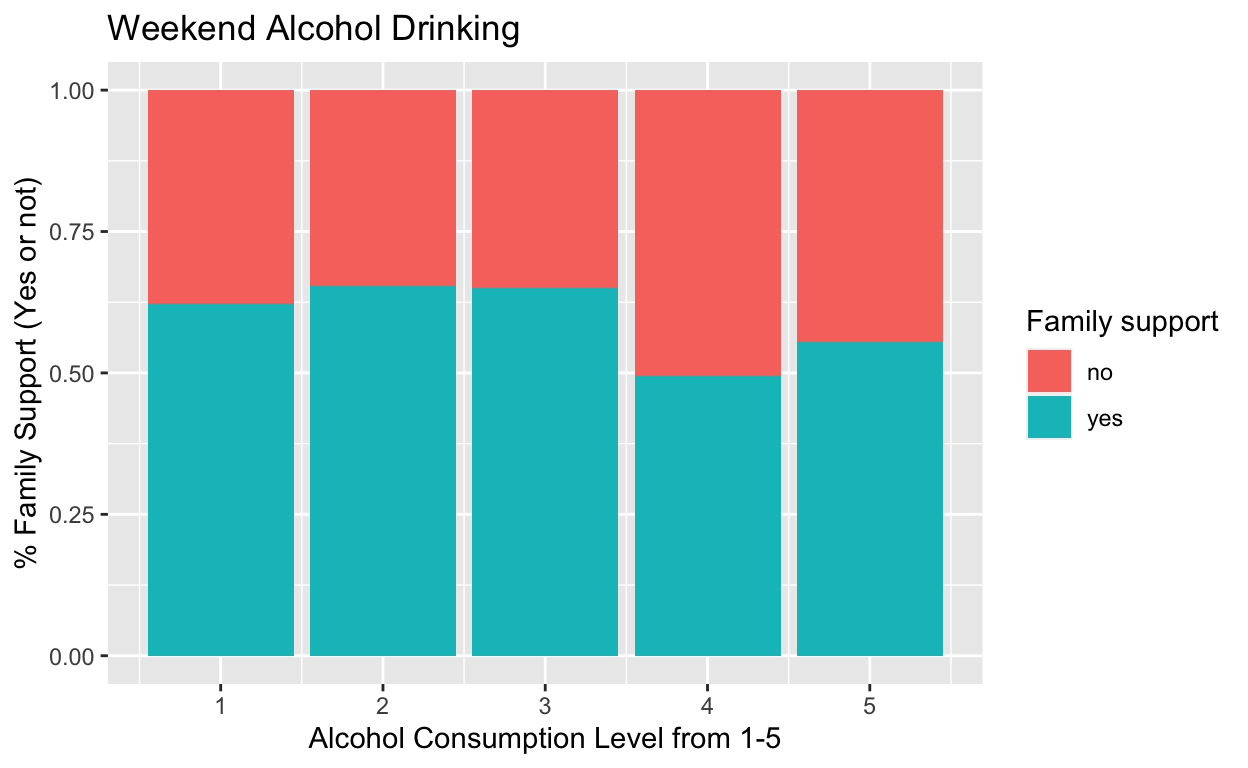 Weekend Alcohol Drinking
% Family Support (Yes or not)
1.00
0.75
0.50
0.25
0.00
1 2 3 4 5
Alcohol Consumption Level from 1-5
Family support
no
yes